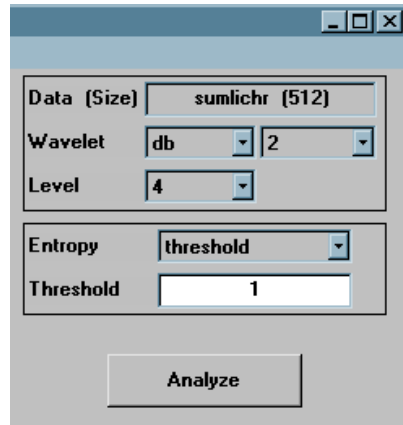 Data (Size) sumlichr (512)
Wavelet db 2
Level 4
Entropy threshold
Threshold 1
Analyze